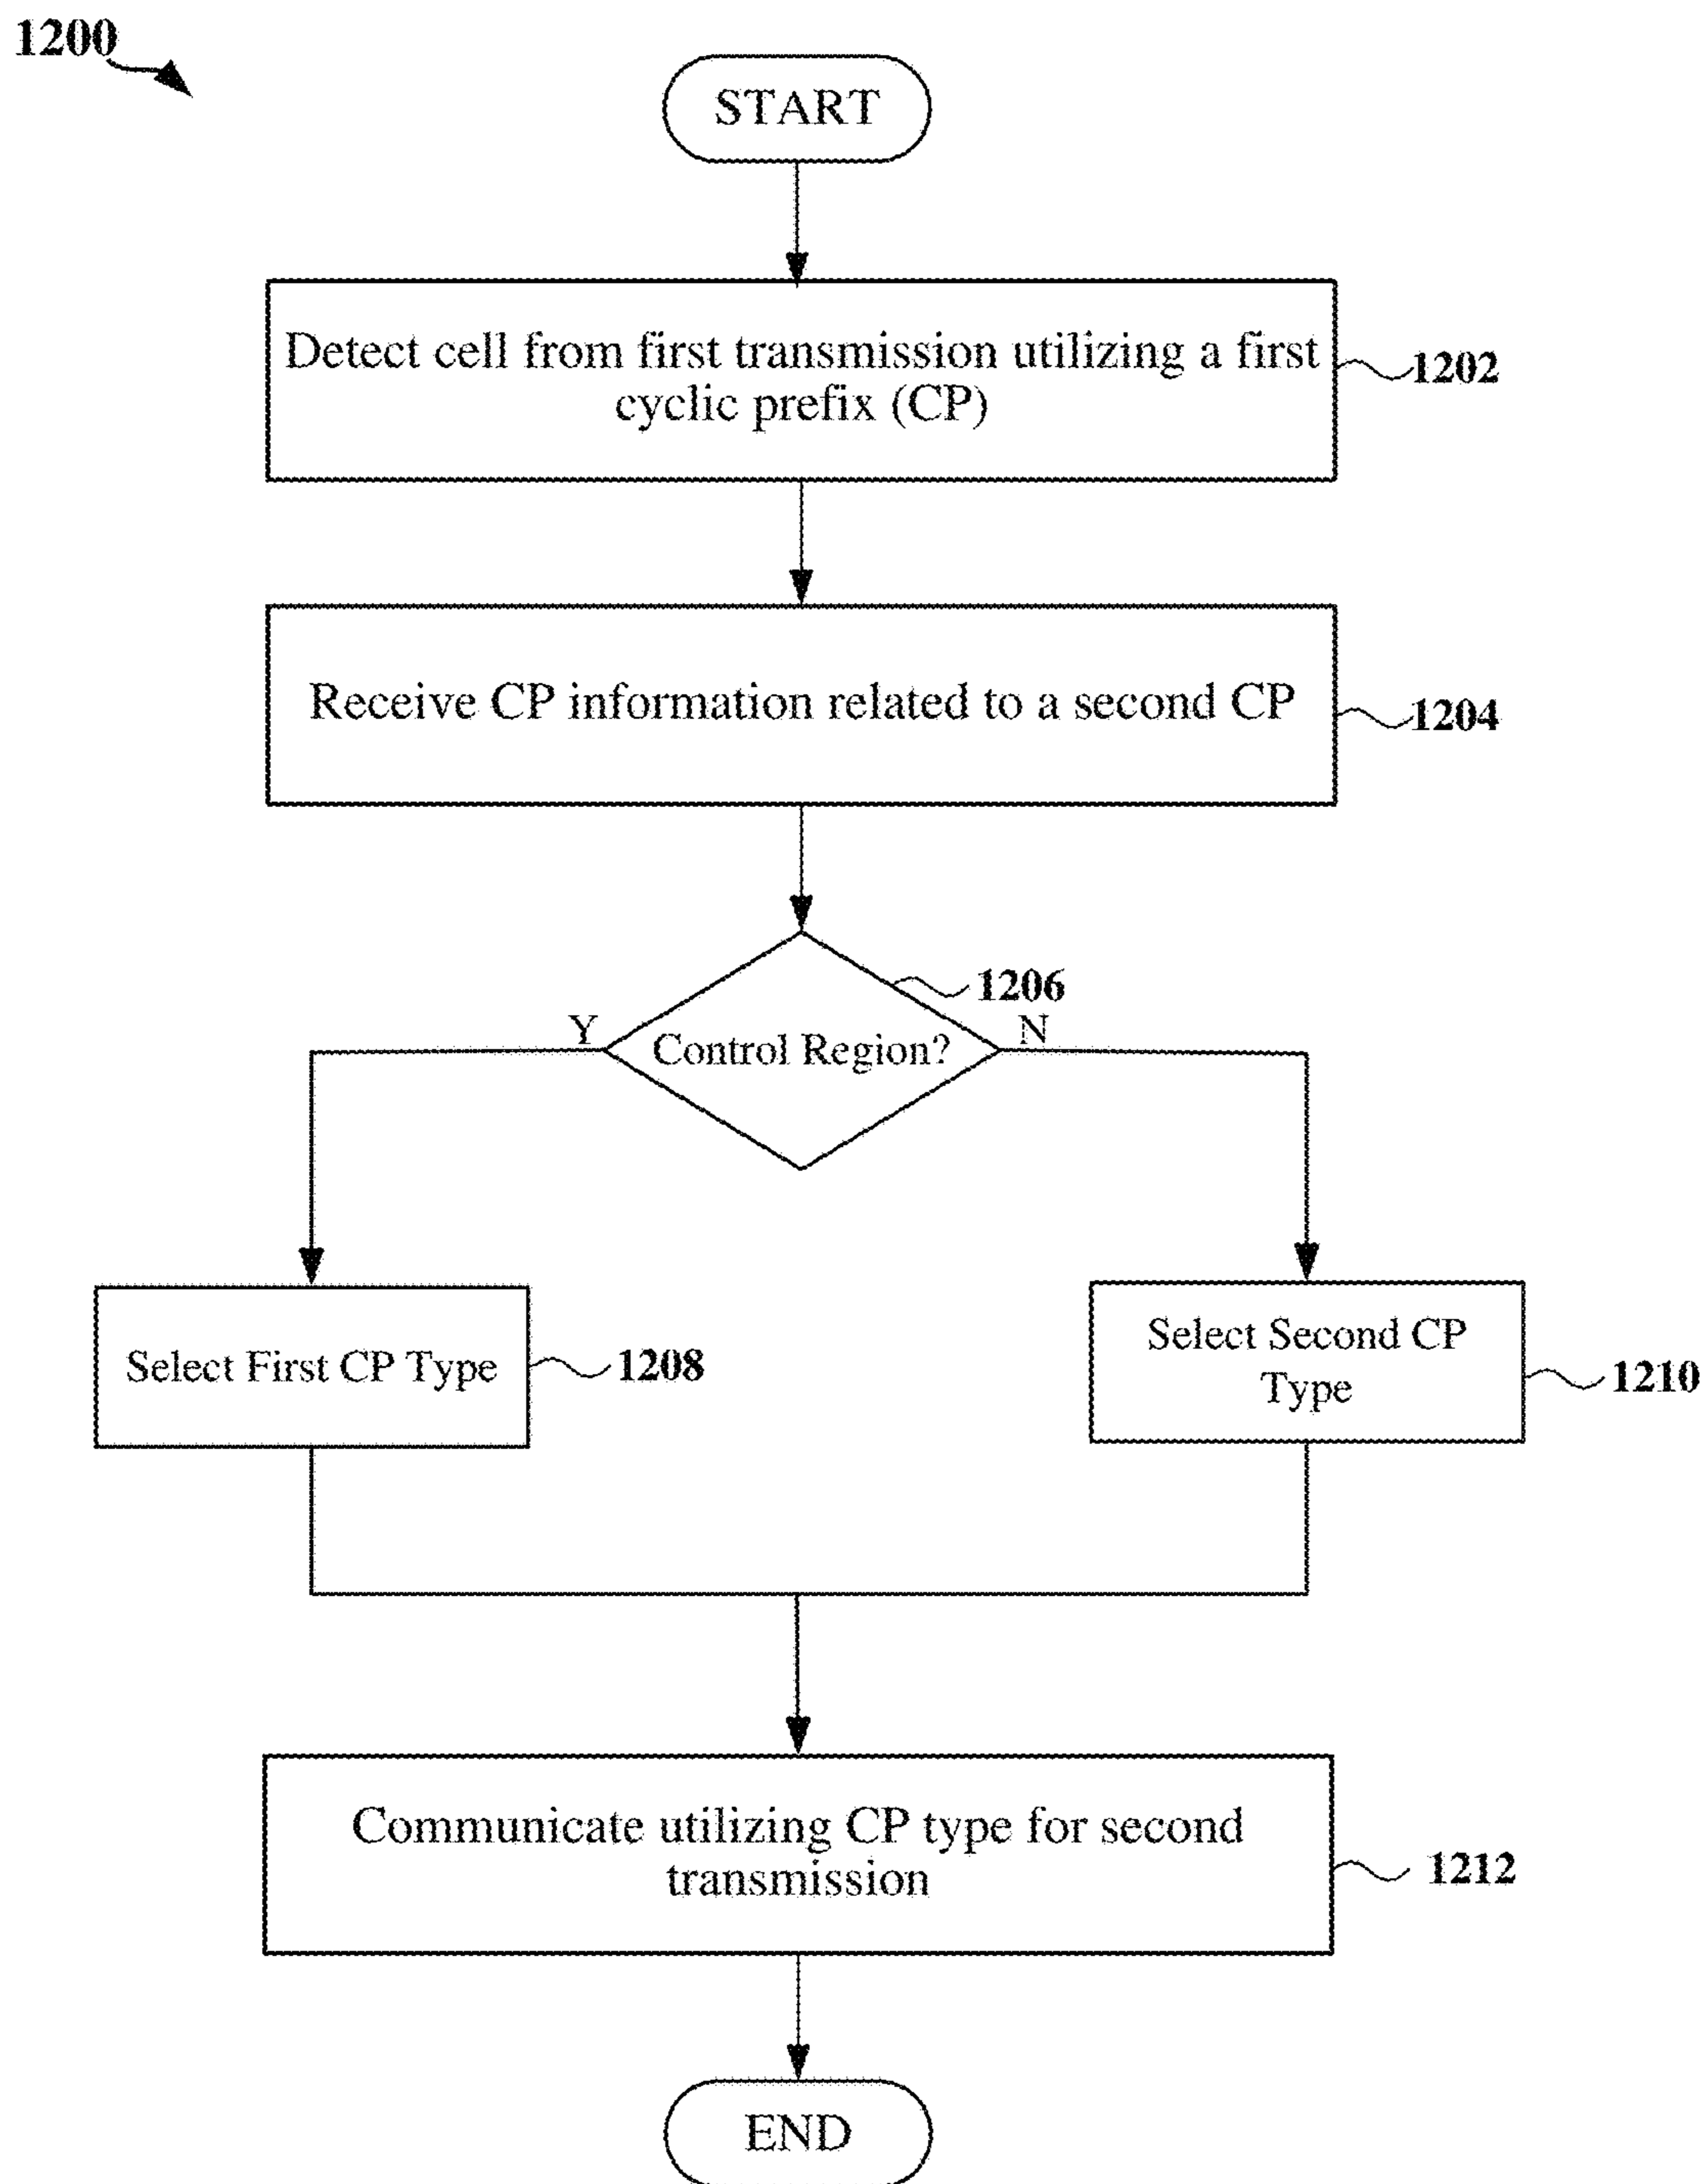 1200
START
Detect cell from first transmission utilizing a first
cyclic prefix (CP)
1202
Receive CP information related to a second CP
1204
1206
Y
Control Region?
N
Select First CP Type
1208
Select Second CP
Type
1210
Communicate utilizing CP type for second
transmission
1212
END